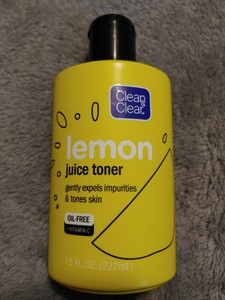 Clean &
Clear.
lemon
juice toner
gently expels impurities
& tones skin
OIL-FREE
+ VITAMIN C
7.5 FL. OZ. (222mL)